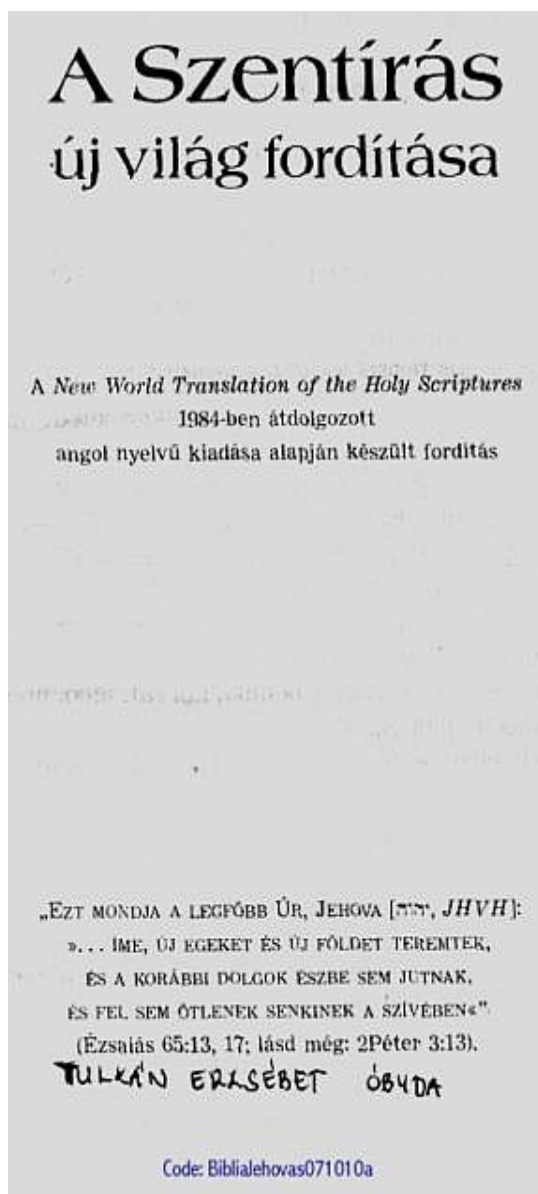 A Szentírás
új világ fordítása
A New World Translation of the Holy Scriptures
1984-ben átdolgozott
angol nyelvű kiadása alapján készült fordítás
„EZT MONDJA A LEGFŐBB ÚR, JEHOVA [יהוה, JHVH]:
»... ÍME, ÚJ EGEKET ÉS ÚJ FÖLDET TEREMTEK,
ÉS A KORÁBBI DOLGOK ÉSZBE SEM JUTNAK,
ÉS FEL SEM ÖTLENEK SENKINEK A SZÍVÉBEN«”.
(Ézsaiás 65:13, 17; lásd még: 2Péter 3:13).
TULKÁN ERZSÉBET ÓBUDA
Code: BibliaJehovas071010a